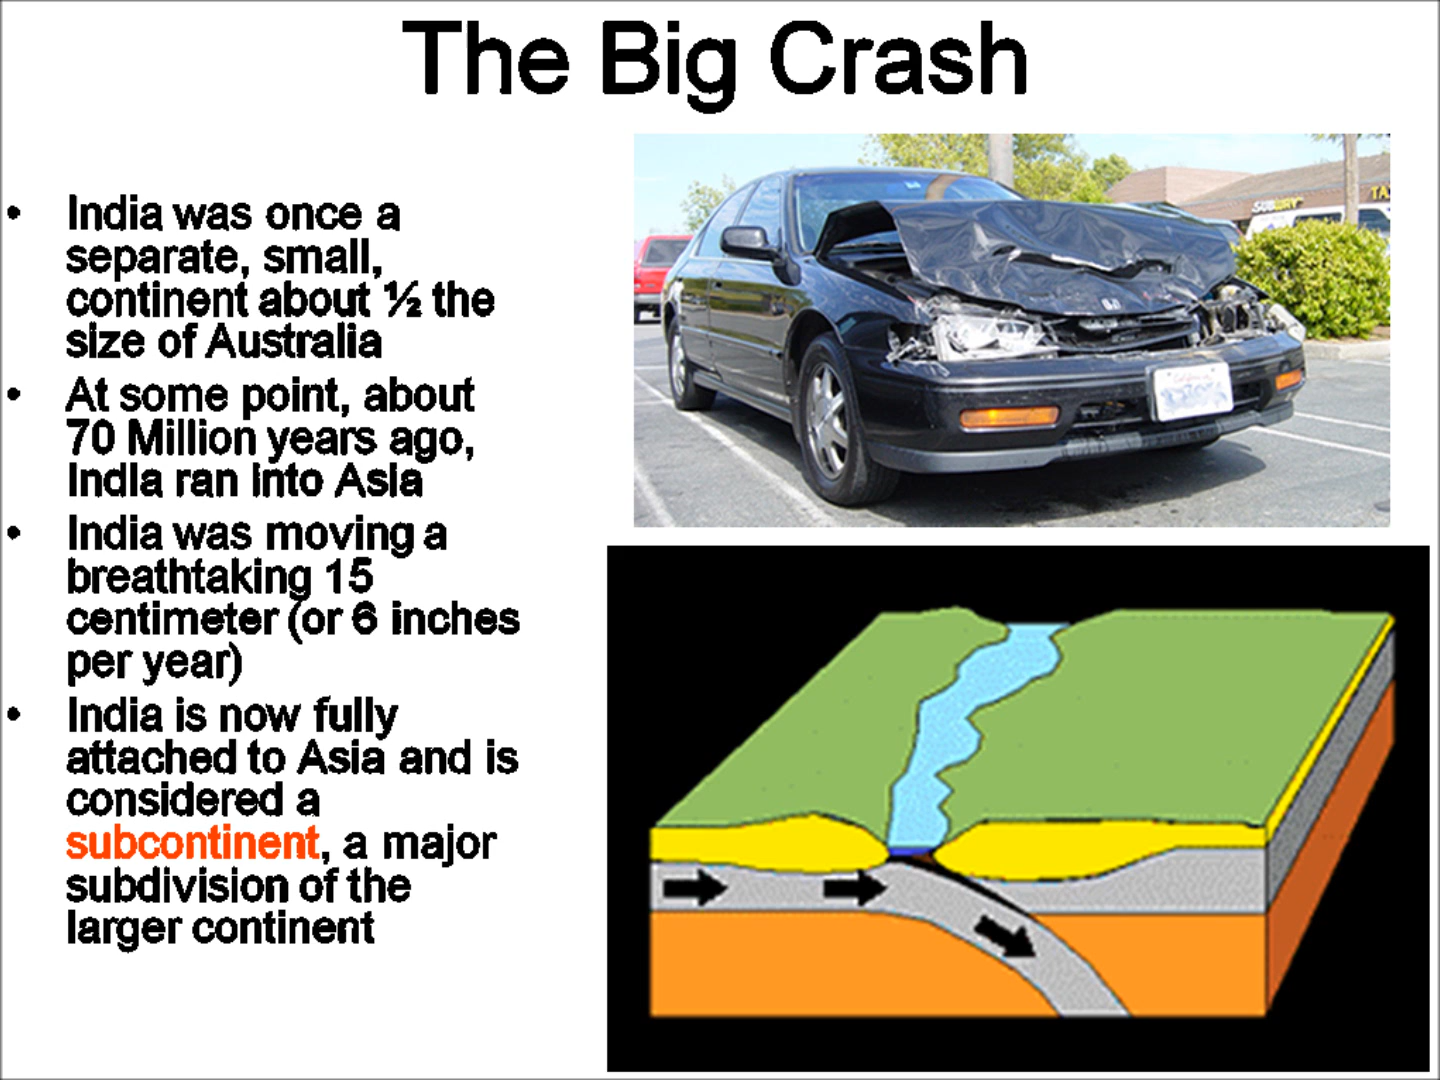 The Big Crash
• India was once a
separate, small,
continent about ½ the
size of Australia
• At some point, about
70 Million years ago,
India ran into Asia
• India was moving a
breathtaking 15
centimeter (or 6 inches
per year)
• India is now fully
attached to Asia and is
considered a
subcontinent, a major
subdivision of the
larger continent
SUBWAY
TA